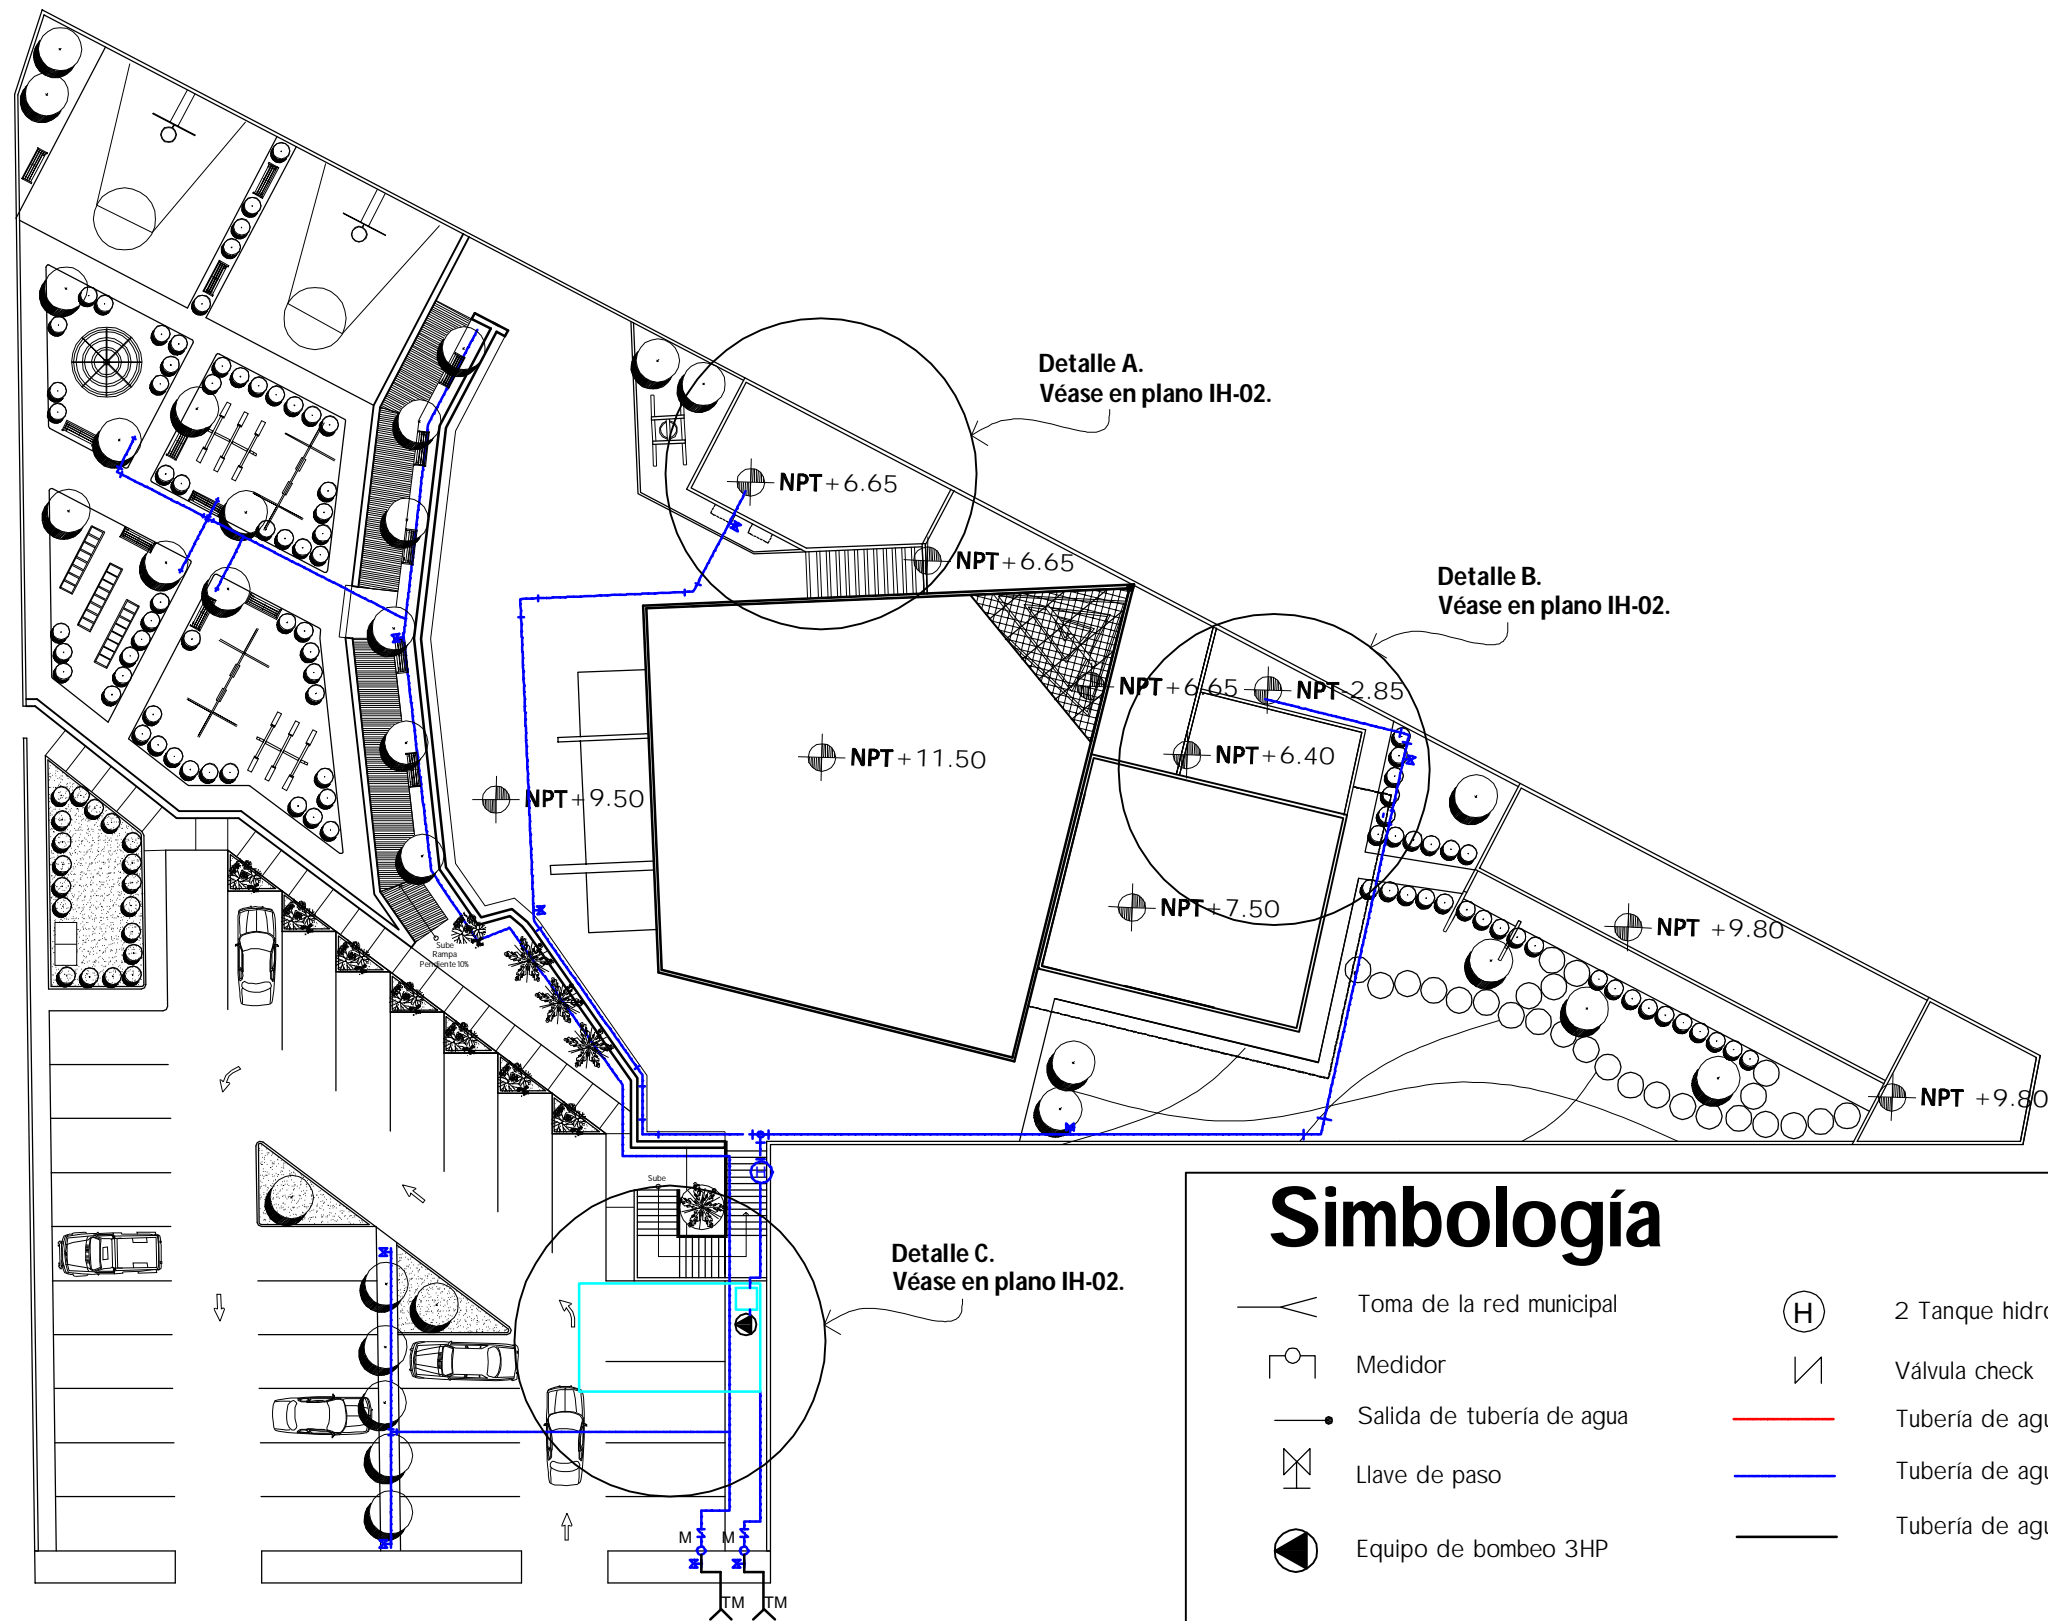 Detalle A.
Véase en plano IH-02.
NPT+6.65
NPT+6.65
Detalle B.
Véase en plano IH-02.
NPT+6.65
NPT-2.85
NPT+6.40
NPT+11.50
NPT+9.50
NPT+7.50
NPT +9.80
NPT +9.80
Sube
Rampa
Pendiente 10%
Sube
H
Detalle C.
Véase en plano IH-02.
M
M
TM
TM
Simbología
Toma de la red municipal
Medidor
Salida de tubería de agua
Llave de paso
Equipo de bombeo 3HP
H
2 Tanque hidro
Válvula check
Tubería de agu
Tubería de agu
Tubería de agu